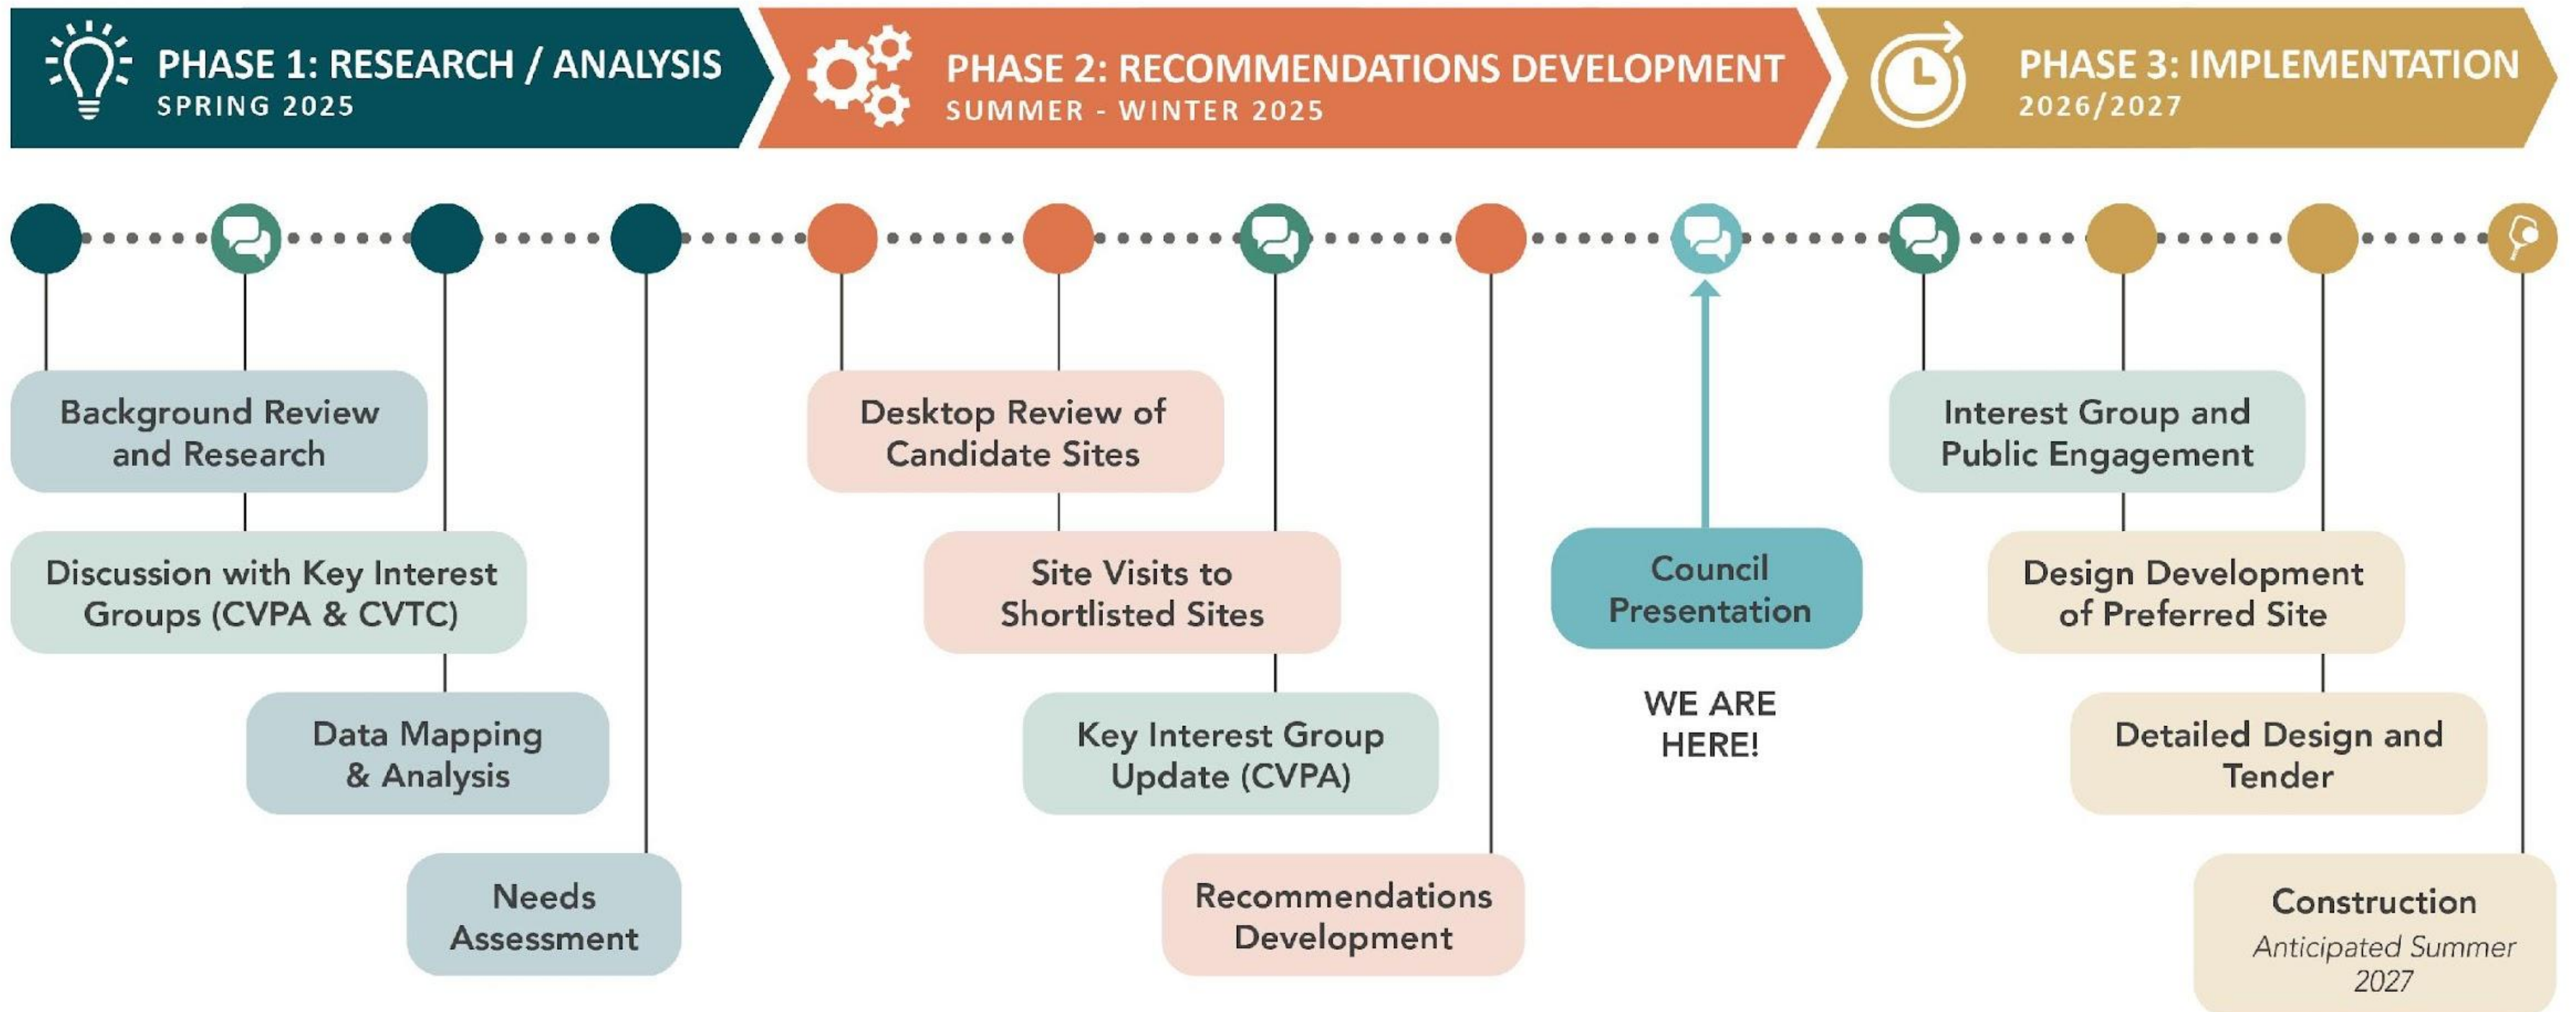 PHASE 1: RESEARCH / ANALYSIS
SPRING 2025
PHASE 2: RECOMMENDATIONS DEVELOPMENT
SUMMER - WINTER 2025
PHASE 3: IMPLEMENTATION
2026/2027
Background Review
and Research
Discussion with Key Interest
Groups (CVPA & CVTC)
Data Mapping
& Analysis
Needs
Assessment
Desktop Review of
Candidate Sites
Site Visits to
Shortlisted Sites
Key Interest Group
Update (CVPA)
Recommendations
Development
Council
Presentation
WE ARE
HERE!
Interest Group and
Public Engagement
Design Development
of Preferred Site
Detailed Design and
Tender
Construction
Anticipated Summer
2027